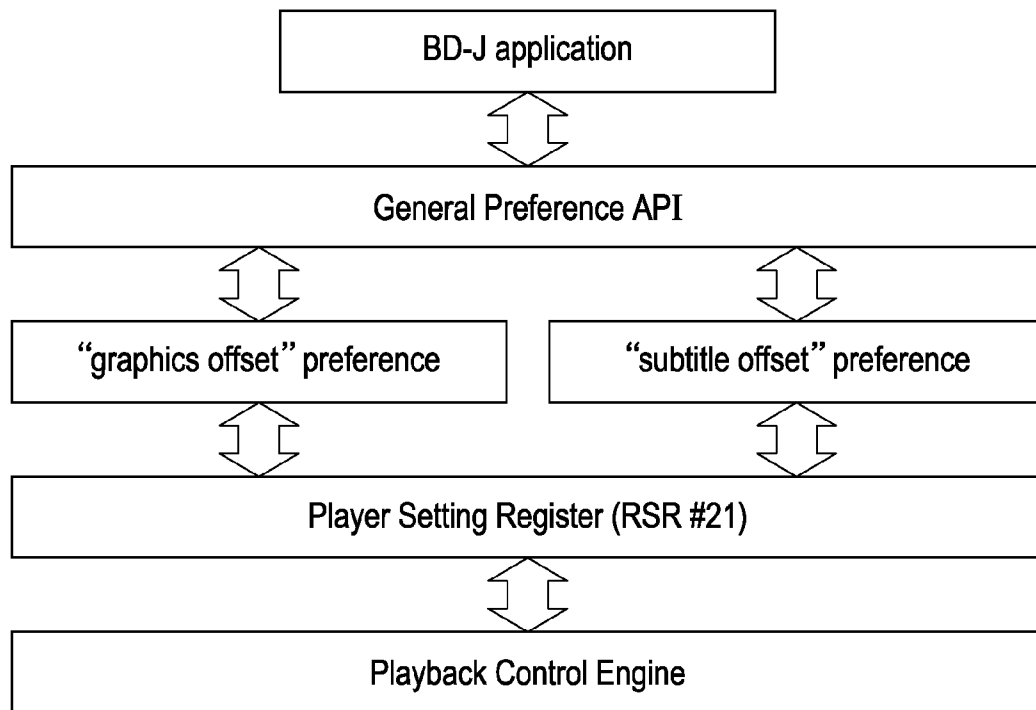 BD-J application
General Preference API
“graphics offset” preference
“subtitle offset” preference
Player Setting Register (RSR #21)
Playback Control Engine